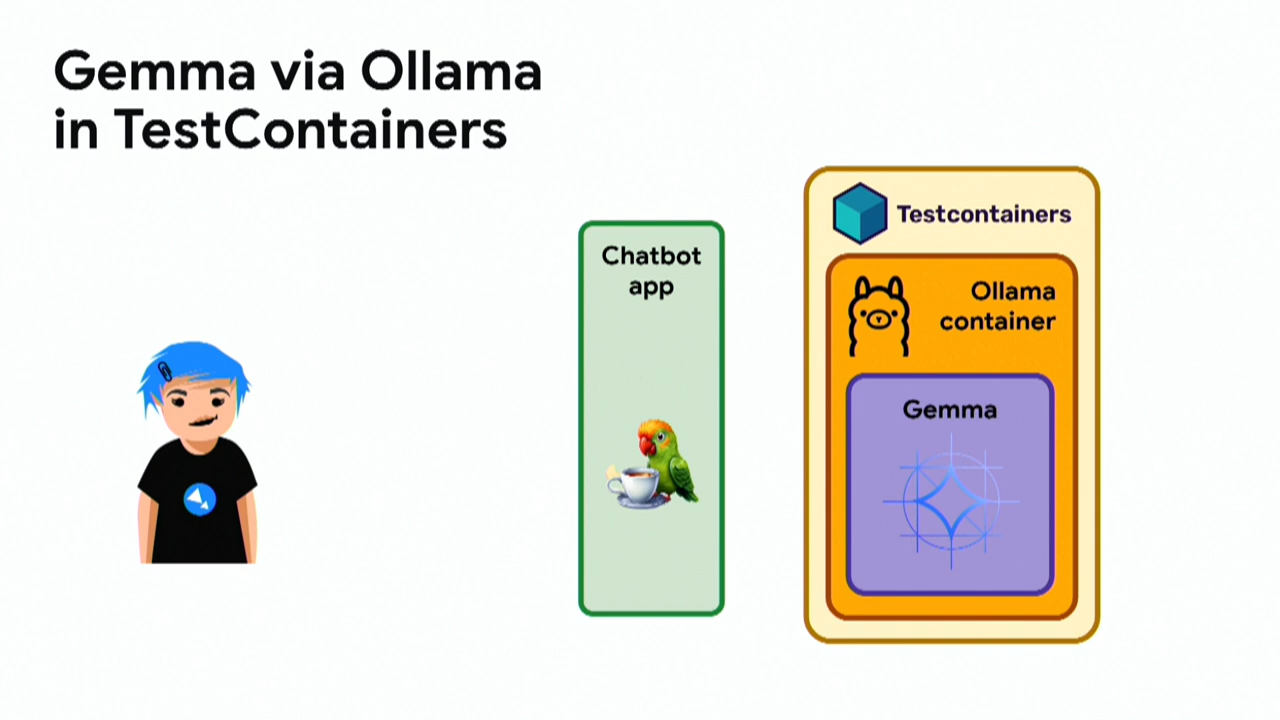 Gemma via Ollama
in TestContainers
Testcontainers
Chatbot
app
Ollama
container
Gemma